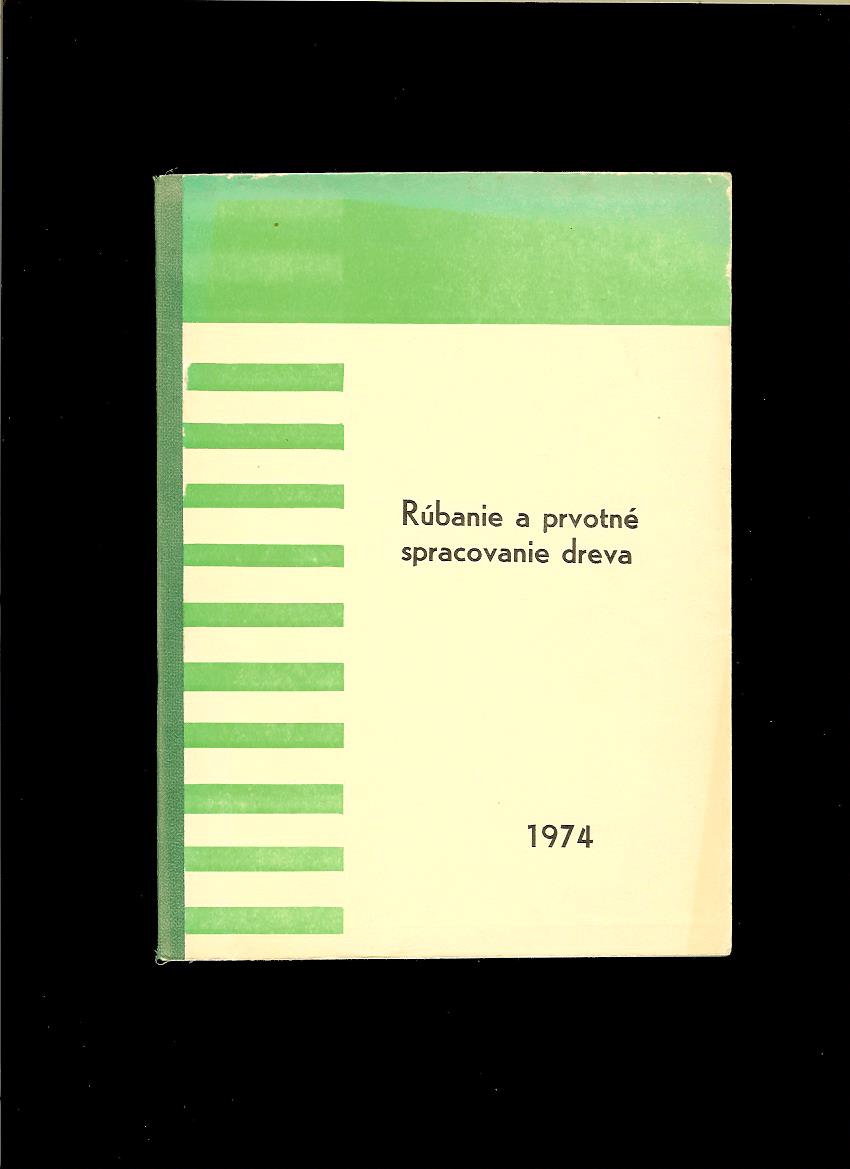 Rúbanie a prvotné
spracovanie dreva
1974